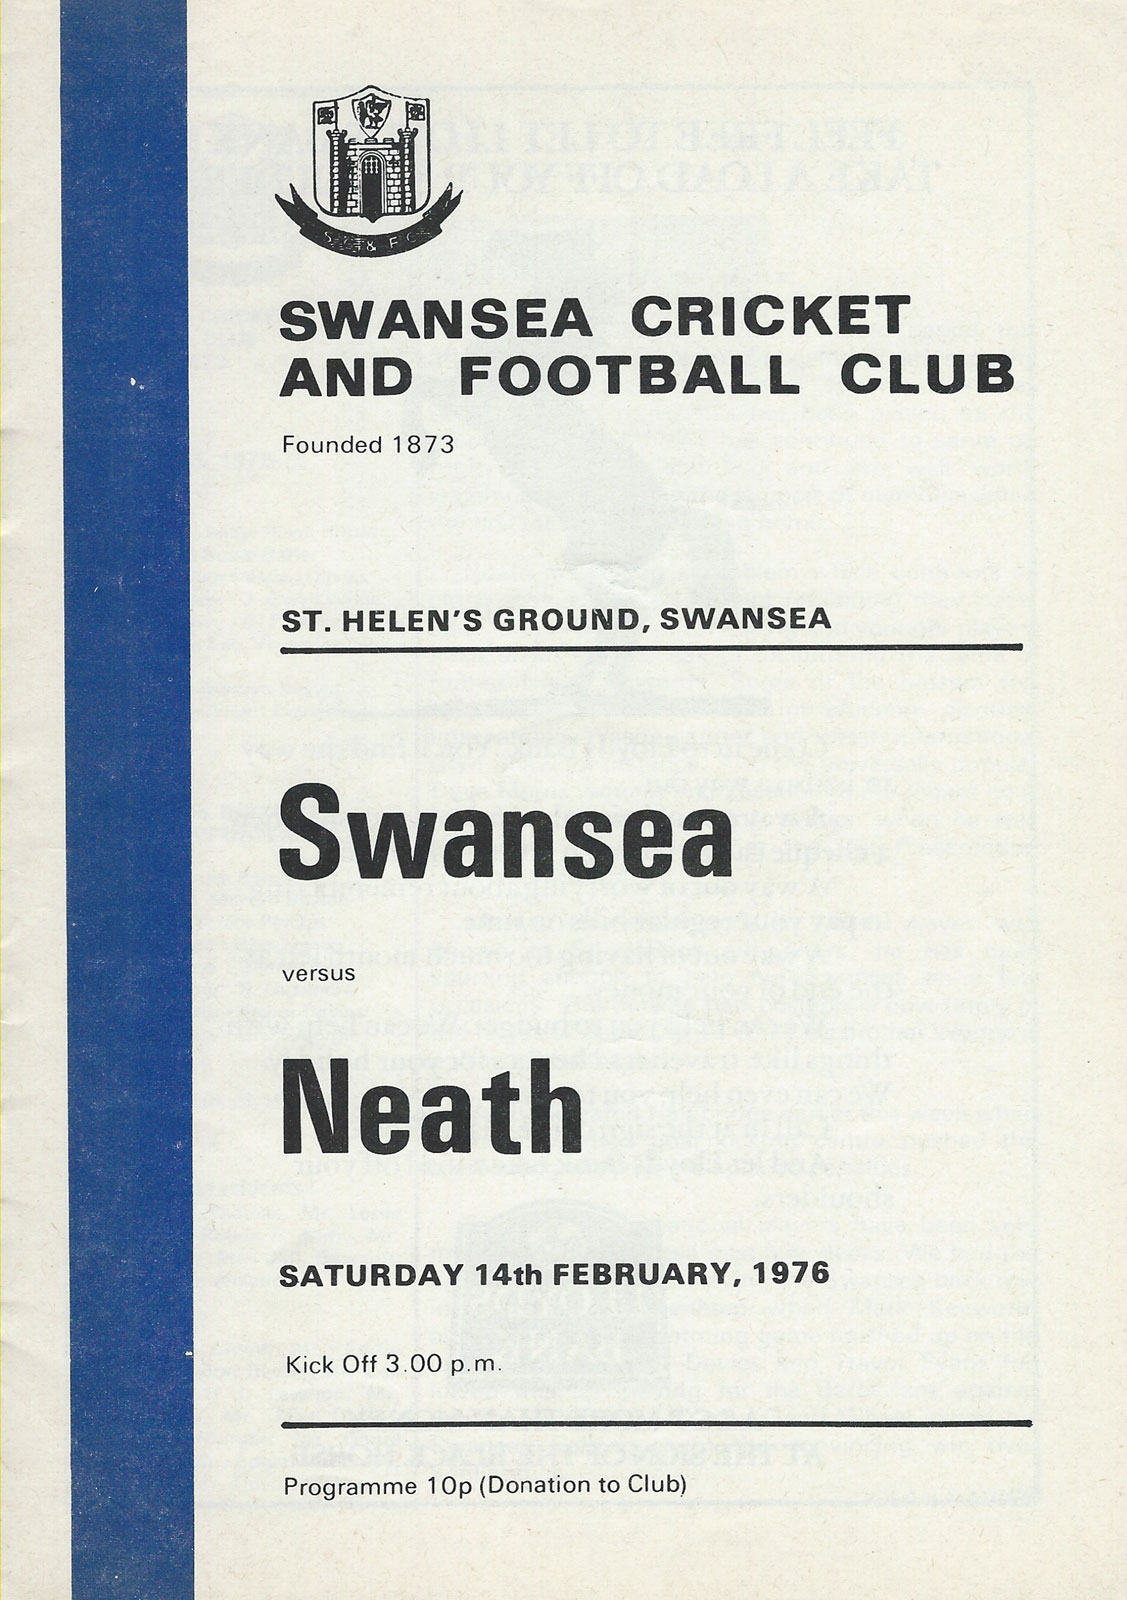 S C & F C
SWANSEA CRICKET
AND FOOTBALL CLUB
Founded 1873
ST. HELEN'S GROUND, SWANSEA
Swansea
versus
Neath
SATURDAY 14th FEBRUARY, 1976
Kick Off 3.00 p.m.
Programme 10p (Donation to Club)